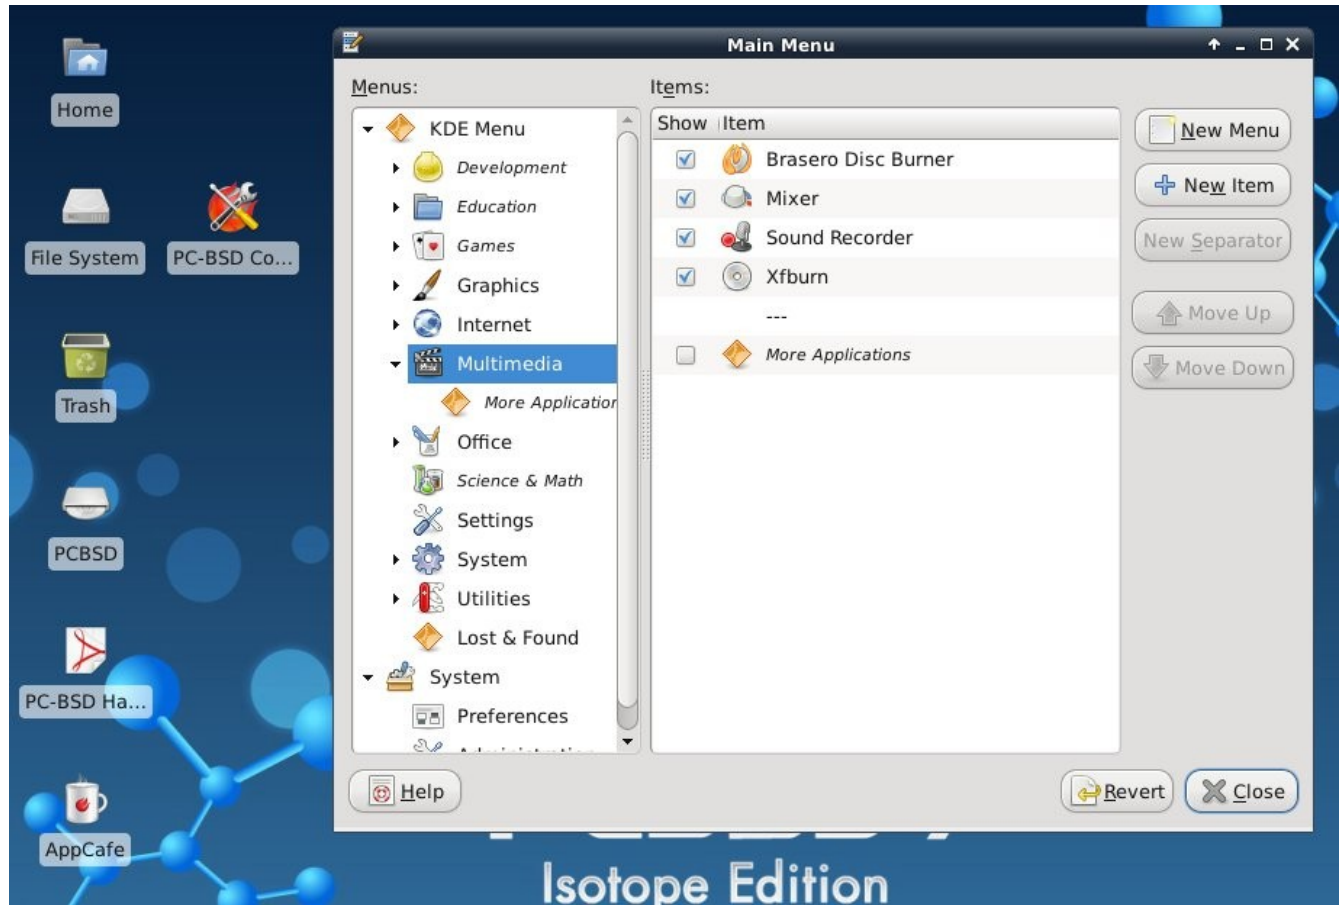 Home
File System
PC-BSD Co...
Trash
PCBSD
PC-BSD Ha...
AppCafe
Main Menu
Menus:
KDE Menu
Development
Education
Games
Graphics
Internet
Multimedia
More Application
Office
Science & Math
Settings
System
Utilities
Lost & Found
System
Preferences
Items:
Show Item
Brasero Disc Burner
Mixer
Sound Recorder
Xfburn
---
More Applications
New Menu
New Item
New Separator
Move Up
Move Down
Help
Revert
Close
Isotope Edition